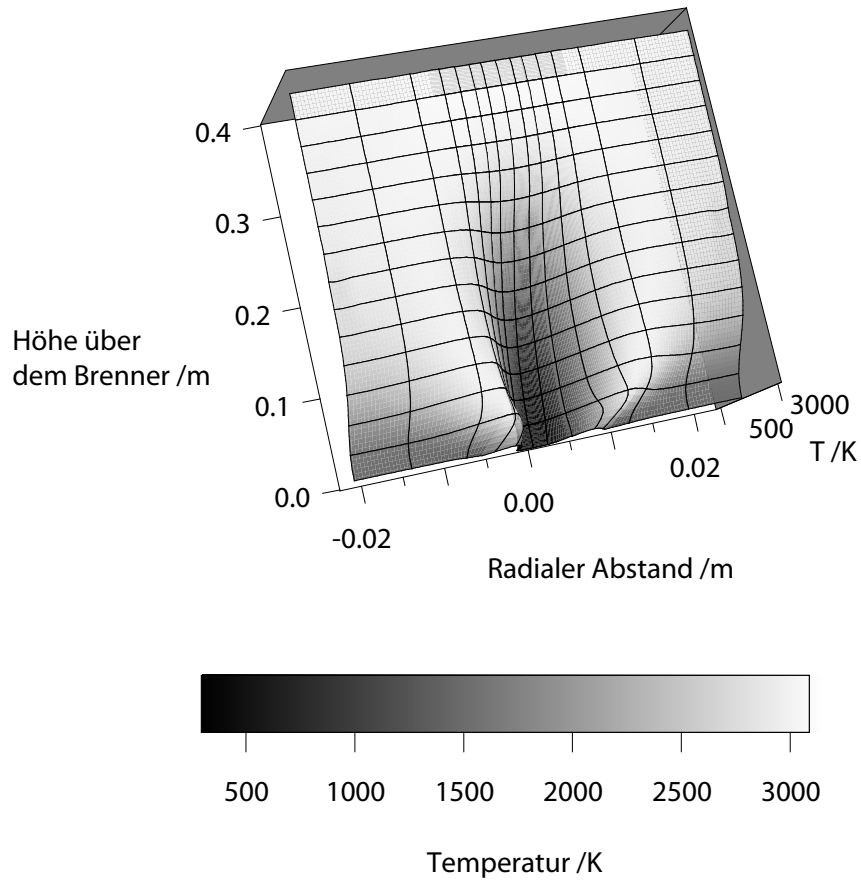 0.4
0.3
0.2
0.1
0.0
Höhe über
dem Brenner /m
-0.02
0.00
0.02
Radialer Abstand /m
3000
500
T /K
500 1000 1500 2000 2500 3000
Temperatur /K